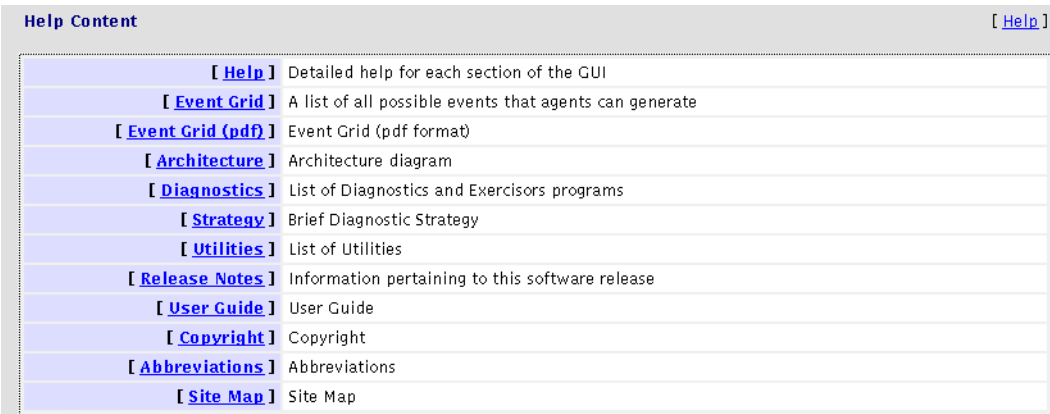 Help Content [ Help ]
[ Help ] Detailed help for each section of the GUI
[ Event Grid ] A list of all possible events that agents can generate
[ Event Grid (pdf) ] Event Grid (pdf format)
[ Architecture ] Architecture diagram
[ Diagnostics ] List of Diagnostics and Exercisors programs
[ Strategy ] Brief Diagnostic Strategy
[ Utilities ] List of Utilities
[ Release Notes ] Information pertaining to this software release
[ User Guide ] User Guide
[ Copyright ] Copyright
[ Abbreviations ] Abbreviations
[ Site Map ] Site Map